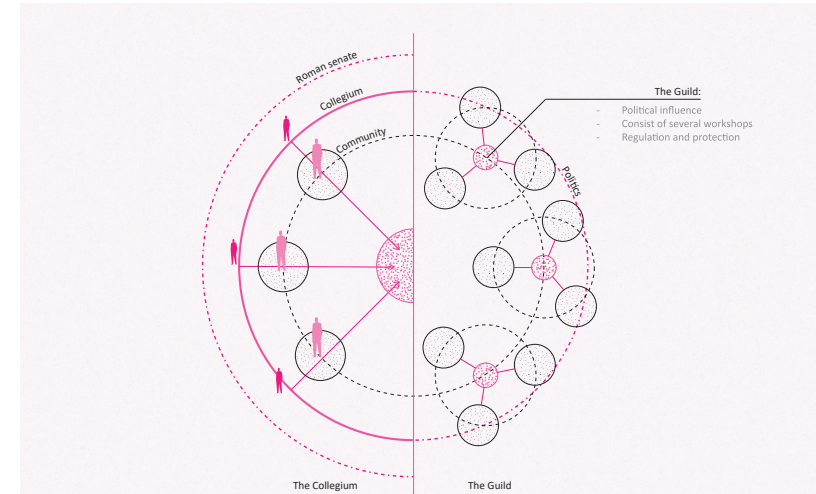 Roman senate
Collegium
Community
Politics
The Guild:
- Political influence
- Consist of several workshops
- Regulation and protection
The Collegium
The Guild